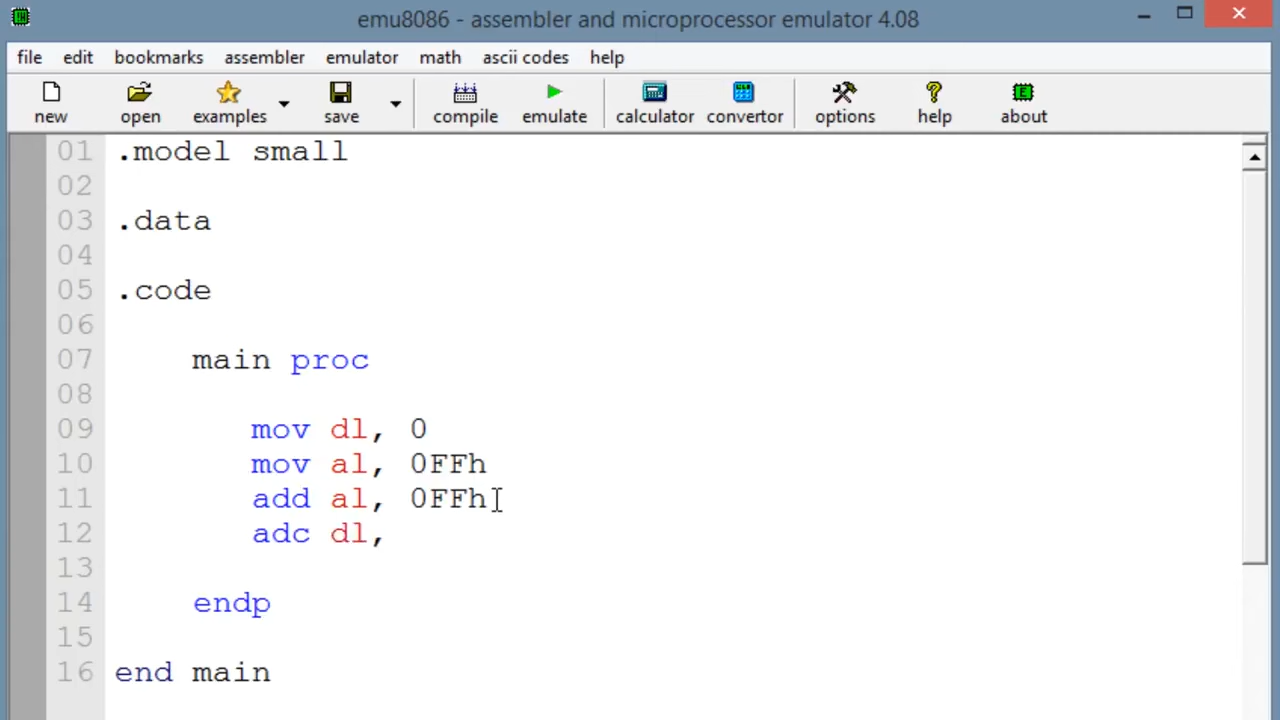 emu8086 - assembler and microprocessor emulator 4.08
file edit bookmarks assembler emulator math ascii codes help
new open examples save compile emulate calculator convertor options help about
01 .model small
02
03 .data
04
05 .code
06
07 main proc
08
09 mov dl, 0
10 mov al, 0FFh
11 add al, 0FFh
12 adc dl,
13
14 endp
15
16 end main